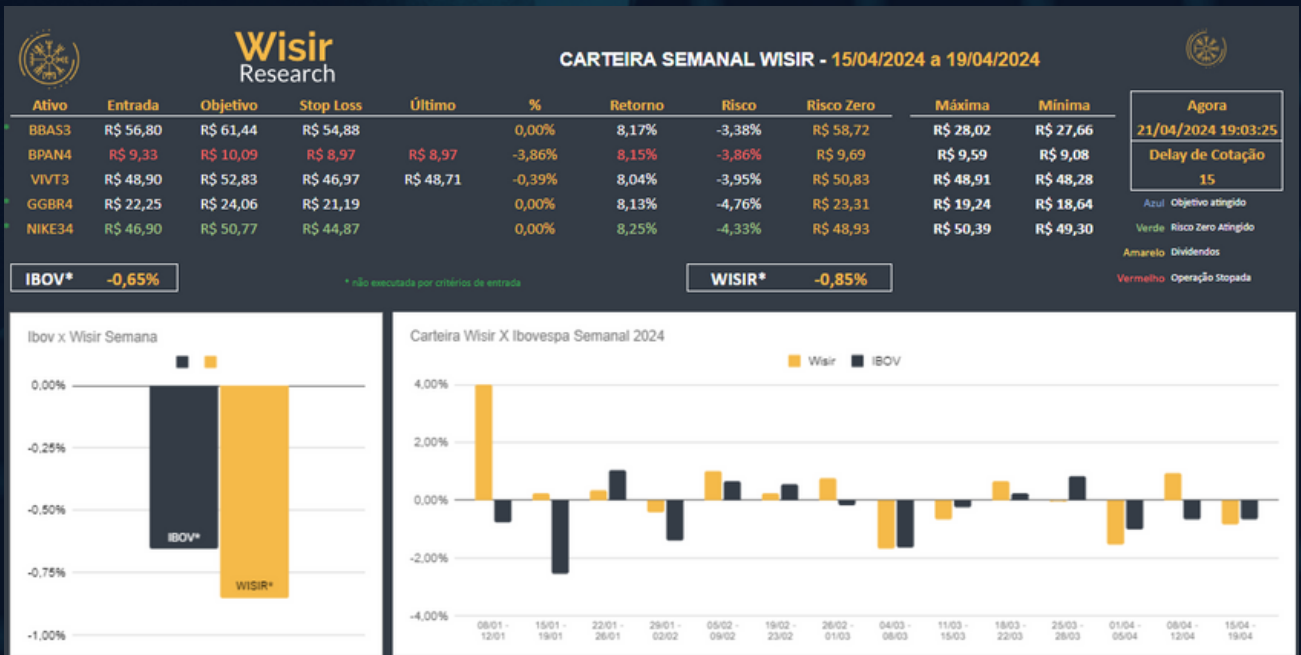 Wisir
Research
CARTEIRA SEMANAL WISIR - 15/04/2024 a 19/04/2024
Ativo Entrada Objetivo Stop Loss Último % Retorno Risco Risco Zero Máxima Mínima Agora
* BBAS3 R$ 56,80 R$ 61,44 R$ 54,88 0,00% 8,17% -3,38% R$ 58,72 R$ 28,02 R$ 27,66 21/04/2024 19:03:25
BPAN4 R$ 9,33 R$ 10,09 R$ 8,97 R$ 8,97 -3,86% 8,15% -3,86% R$ 9,69 R$ 9,59 R$ 9,08 Delay de Cotação
VIVT3 R$ 48,90 R$ 52,83 R$ 46,97 R$ 48,71 -0,39% 8,04% -3,95% R$ 50,83 R$ 48,91 R$ 48,28 15
* GGBR4 R$ 22,25 R$ 24,06 R$ 21,19 0,00% 8,13% -4,76% R$ 23,31 R$ 19,24 R$ 18,64 Azul Objetivo atingido
* NIKE34 R$ 46,90 R$ 50,77 R$ 44,87 0,00% 8,25% -4,33% R$ 48,93 R$ 50,39 R$ 49,30 Verde Risco Zero Atingido
Amarelo Dividendos
IBOV* -0,65% * não executada por critérios de entrada WISIR* -0,85% Vermelho Operação Stopada
Ibov x Wisir Semana
0,00%
-0,25%
-0,50%
-0,75%
-1,00%
IBOV*
WISIR*
Carteira Wisir X Ibovespa Semanal 2024
Wisir IBOV
4,00%
2,00%
0,00%
-2,00%
-4,00%
08/01 - 15/01 - 22/01 - 29/01 - 05/02 - 19/02 - 26/02 - 04/03 - 11/03 - 18/03 - 25/03 - 01/04 - 08/04 - 15/04 -
12/01 19/01 26/01 02/02 09/02 23/02 01/03 08/03 15/03 22/03 28/03 05/04 12/04 19/04